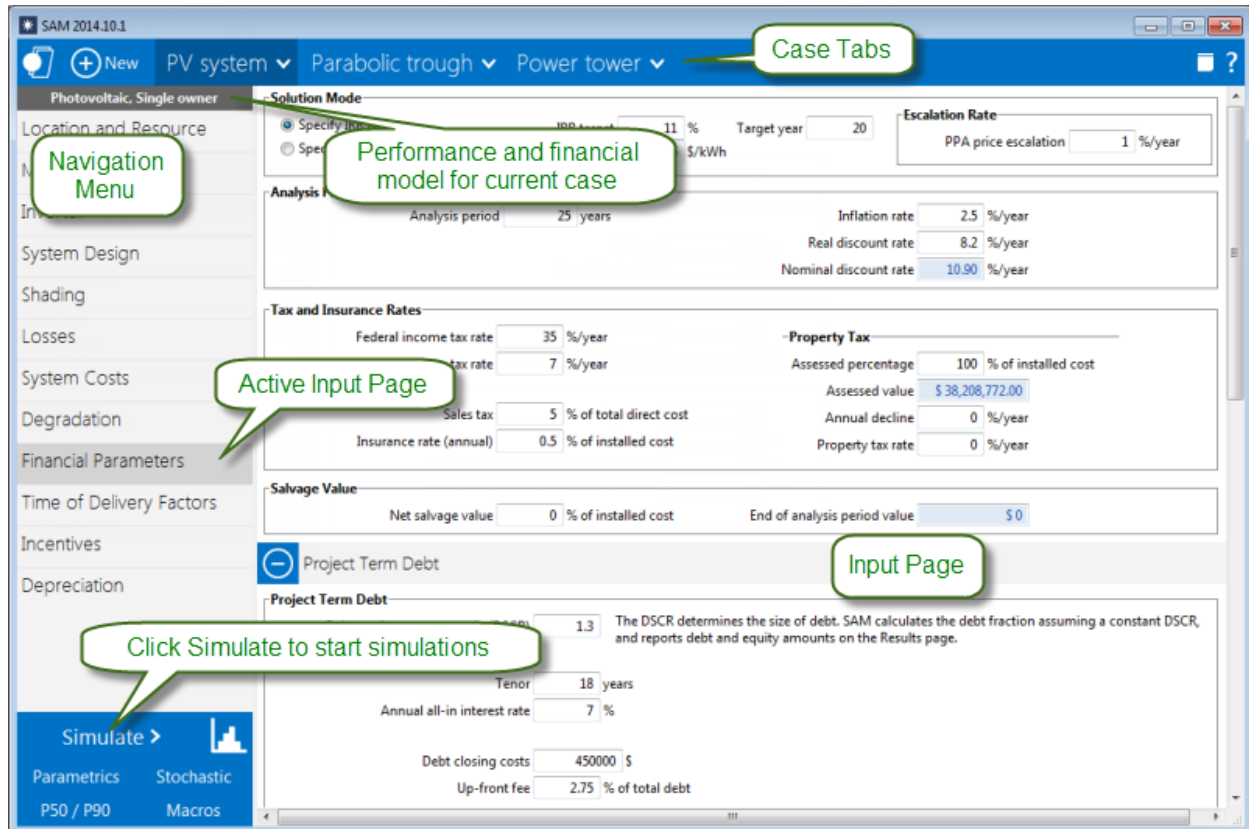 SAM 2014.10.1
New PV system Parabolic trough Power tower ?
Case Tabs
Photovoltaic, Single owner
Location and Resource
Navigation
Menu
System Design
Shading
Losses
System Costs
Degradation
Financial Parameters
Time of Delivery Factors
Incentives
Depreciation
Active Input Page
Click Simulate to start simulations
Simulate >
Parametrics Stochastic
P50 / P90 Macros
Solution Mode
Specify IRR target 11 % Target year 20
$/kWh
Performance and financial
model for current case
Escalation Rate
PPA price escalation 1 %/year
Analysis
Analysis period 25 years
Inflation rate 2.5 %/year
Real discount rate 8.2 %/year
Nominal discount rate 10.90 %/year
Tax and Insurance Rates
Federal income tax rate 35 %/year
tax rate 7 %/year
Sales tax 5 % of total direct cost
Insurance rate (annual) 0.5 % of installed cost
Property Tax
Assessed percentage 100 % of installed cost
Assessed value $ 38,208,772.00
Annual decline 0 %/year
Property tax rate 0 %/year
Salvage Value
Net salvage value 0 % of installed cost End of analysis period value $ 0
Input Page
Project Term Debt
Project Term Debt
1.3 The DSCR determines the size of debt. SAM calculates the debt fraction assuming a constant DSCR,
and reports debt and equity amounts on the Results page.
Tenor 18 years
Annual all-in interest rate 7 %
Debt closing costs 450000 $
Up-front fee 2.75 % of total debt